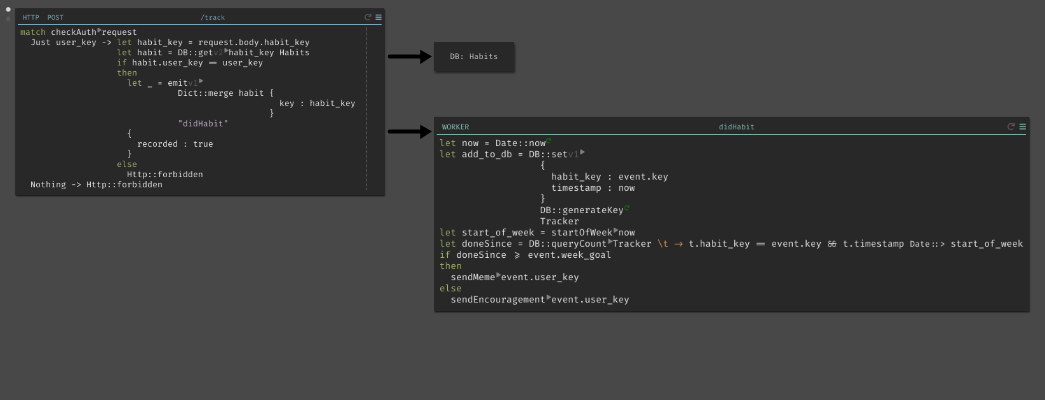 HTTP POST /track
match checkAuth request
Just user_key -> let habit_key = request.body.habit_key
let habit = DB::getv2 habit_key Habits
if habit.user_key == user_key
then
let _ = emitv1
Dict::merge habit {
key : habit_key
}
"didHabit"
{
recorded : true
}
else
Http::forbidden
Nothing -> Http::forbidden
DB: Habits
WORKER didHabit
let now = Date::now
let add_to_db = DB::setv1
{
habit_key : event.key
timestamp : now
}
DB::generateKey
Tracker
let start_of_week = startOfWeek now
let doneSince = DB::queryCount Tracker \t -> t.habit_key == event.key && t.timestamp Date::> start_of_week
if doneSince >= event.week_goal
then
sendMeme event.user_key
else
sendEncouragement event.user_key